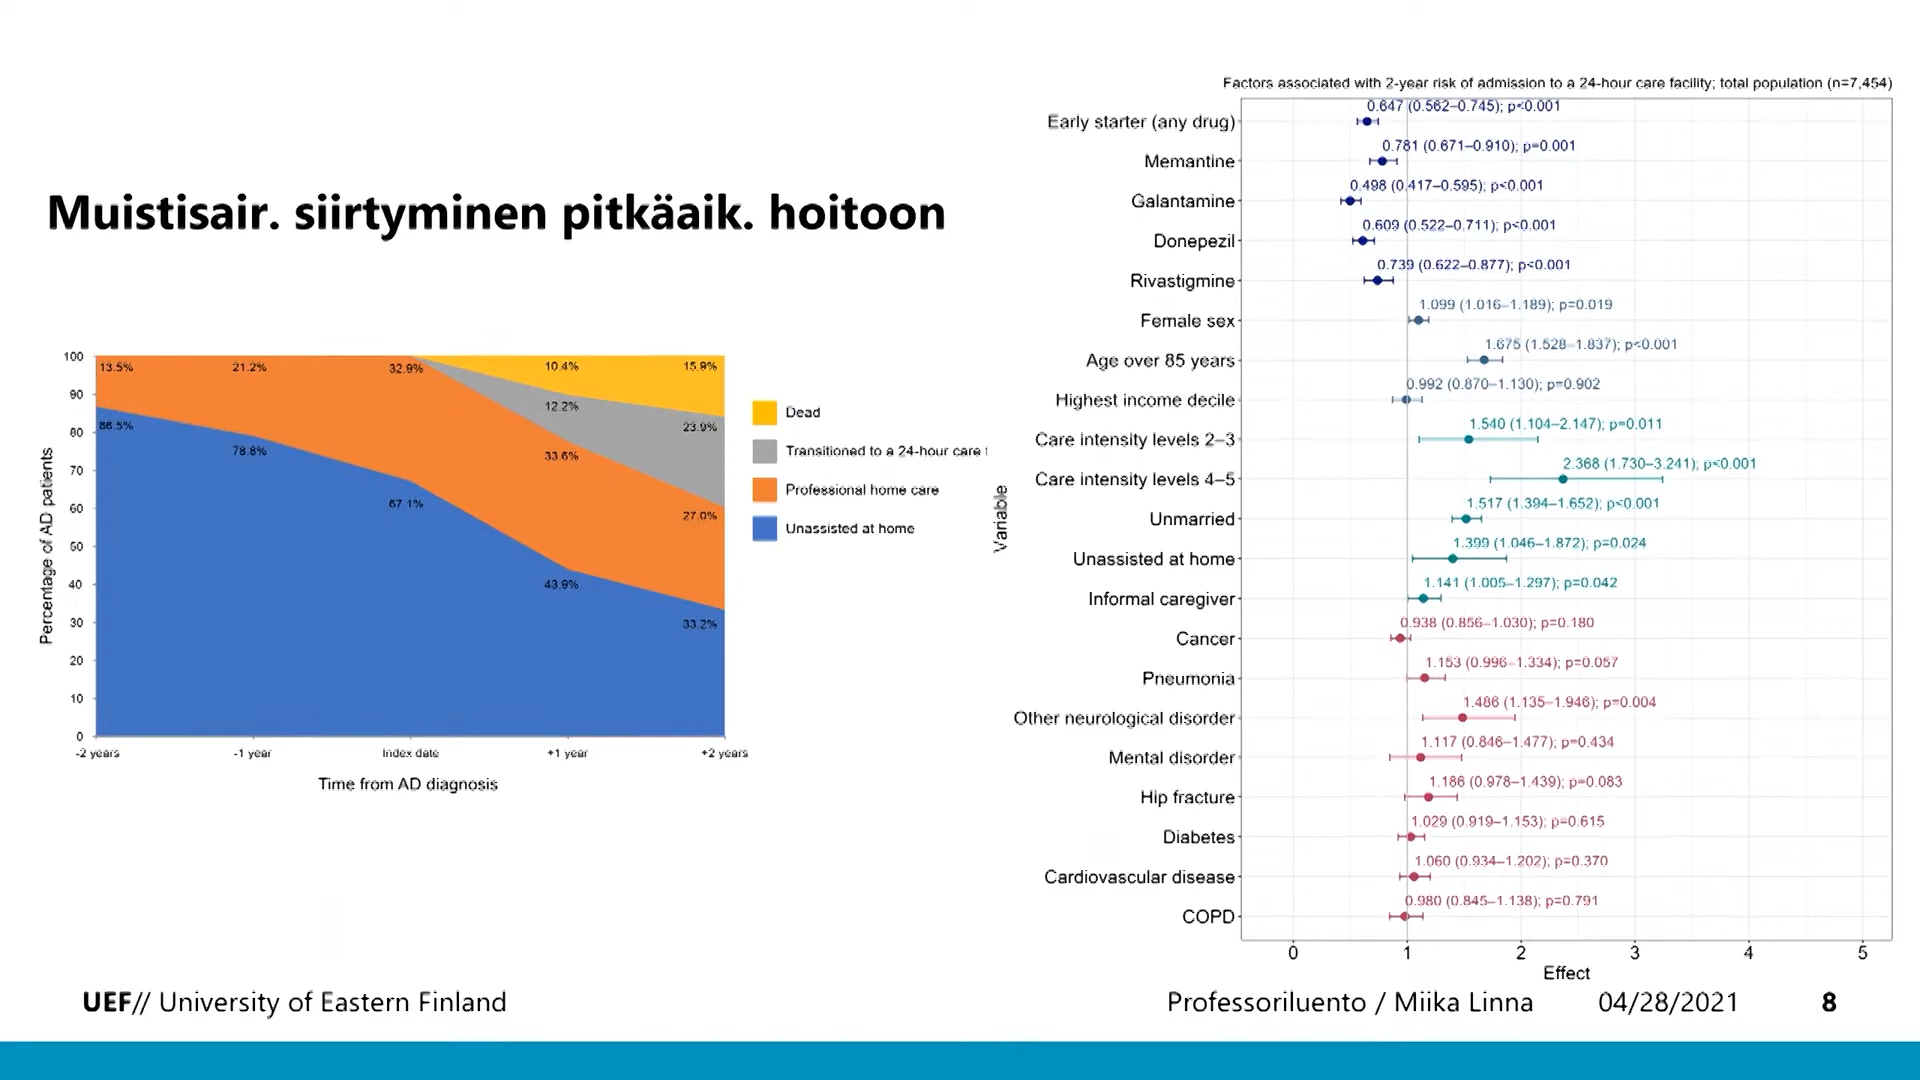 Muistisair. siirtyminen pitkäaik. hoitoon
Percentage of AD patients
100
90
80
70
60
50
40
30
20
10
0
13.5%
21.2%
32.9%
10.4%
15.9%
12.2%
23.9%
86.5%
78.8%
67.1%
33.6%
27.0%
43.9%
33.2%
-2 years
-1 year
Index date
+1 year
+2 years
Time from AD diagnosis
Dead
Transitioned to a 24-hour care
Professional home care
Unassisted at home
Factors associated with 2-year risk of admission to a 24-hour care facility; total population (n=7,454)
Variable
Early starter (any drug) 0.647 (0.562–0.745); p<0.001
Memantine 0.781 (0.671–0.910); p=0.001
Galantamine 0.498 (0.417–0.595); p<0.001
Donepezil 0.609 (0.522–0.711); p<0.001
Rivastigmine 0.739 (0.622–0.877); p<0.001
Female sex 1.099 (1.016–1.189); p=0.019
Age over 85 years 1.675 (1.528–1.837); p<0.001
Highest income decile 0.992 (0.870–1.130); p=0.902
Care intensity levels 2–3 1.540 (1.104–2.147); p=0.011
Care intensity levels 4–5 2.368 (1.730–3.241); p<0.001
Unmarried 1.517 (1.394–1.652); p<0.001
Unassisted at home 1.399 (1.046–1.872); p=0.024
Informal caregiver 1.141 (1.005–1.297); p=0.042
Cancer 0.938 (0.856–1.030); p=0.180
Pneumonia 1.153 (0.996–1.334); p=0.057
Other neurological disorder 1.486 (1.135–1.946); p=0.004
Mental disorder 1.117 (0.846–1.477); p=0.434
Hip fracture 1.186 (0.978–1.439); p=0.083
Diabetes 1.029 (0.919–1.153); p=0.615
Cardiovascular disease 1.060 (0.934–1.202); p=0.370
COPD 0.980 (0.845–1.138); p=0.791
0 1 2 3 4 5
Effect
UEF// University of Eastern Finland
Professoriluento / Miika Linna 04/28/2021 8